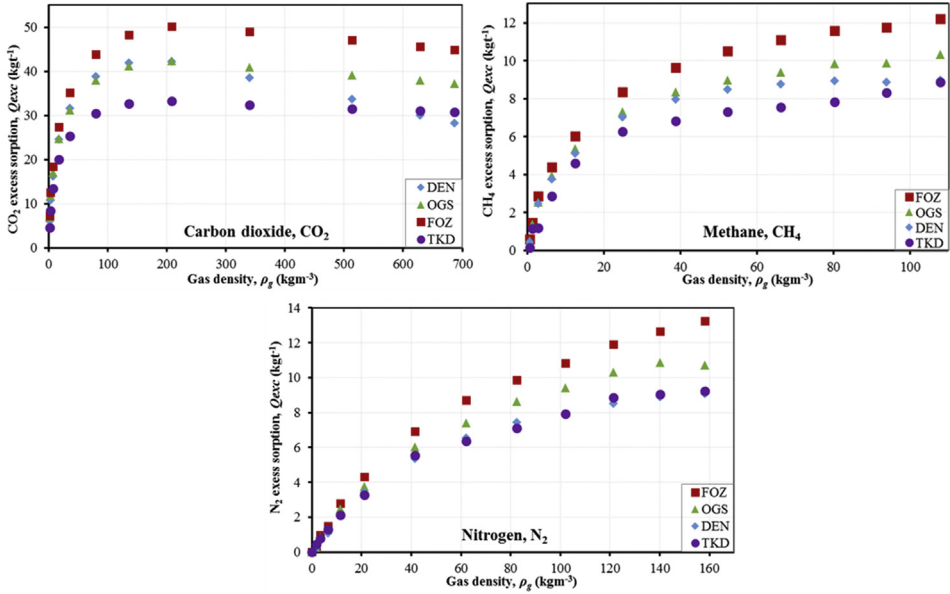 CO2 excess sorption, Qexc (kgt-1)
60
50
40
30
20
10
0
0 100 200 300 400 500 600 700
Gas density, ρg (kgm-3)
Carbon dioxide, CO2
DEN
OGS
FOZ
TKD
CH4 excess sorption, Qexc (kgt-1)
12
10
8
6
4
2
0
0 20 40 60 80 100
Gas density, ρg (kgm-3)
Methane, CH4
FOZ
OGS
DEN
TKD
N2 exess sorption, Qexc (kgt-1)
14
12
10
8
6
4
2
0
0 20 40 60 80 100 120 140 160
Gas density, ρg (kgm-3)
Nitrogen, N2
FOZ
OGS
DEN
TKD